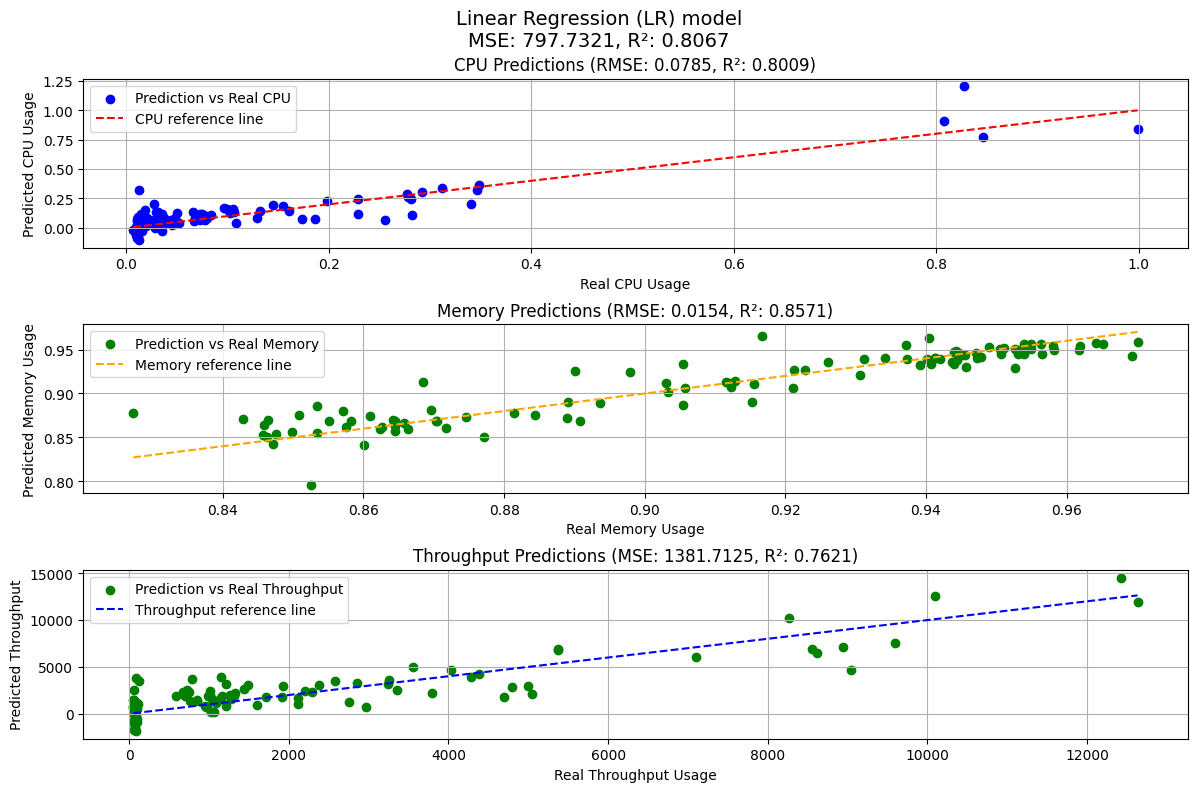 Linear Regression (LR) model
MSE: 797.7321, R²: 0.8067
CPU Predictions (RMSE: 0.0785, R²: 0.8009)
Predicted CPU Usage
1.25
1.00
0.75
0.50
0.25
0.00
Prediction vs Real CPU
CPU reference line
0.0 0.2 0.4 0.6 0.8 1.0
Real CPU Usage
Memory Predictions (RMSE: 0.0154, R²: 0.8571)
Predicted Memory Usage
0.95
0.90
0.85
0.80
Prediction vs Real Memory
Memory reference line
0.84 0.86 0.88 0.90 0.92 0.94 0.96
Real Memory Usage
Throughput Predictions (MSE: 1381.7125, R²: 0.7621)
Predicted Throughput
15000
10000
5000
0
Prediction vs Real Throughput
Throughput reference line
0 2000 4000 6000 8000 10000 12000
Real Throughput Usage